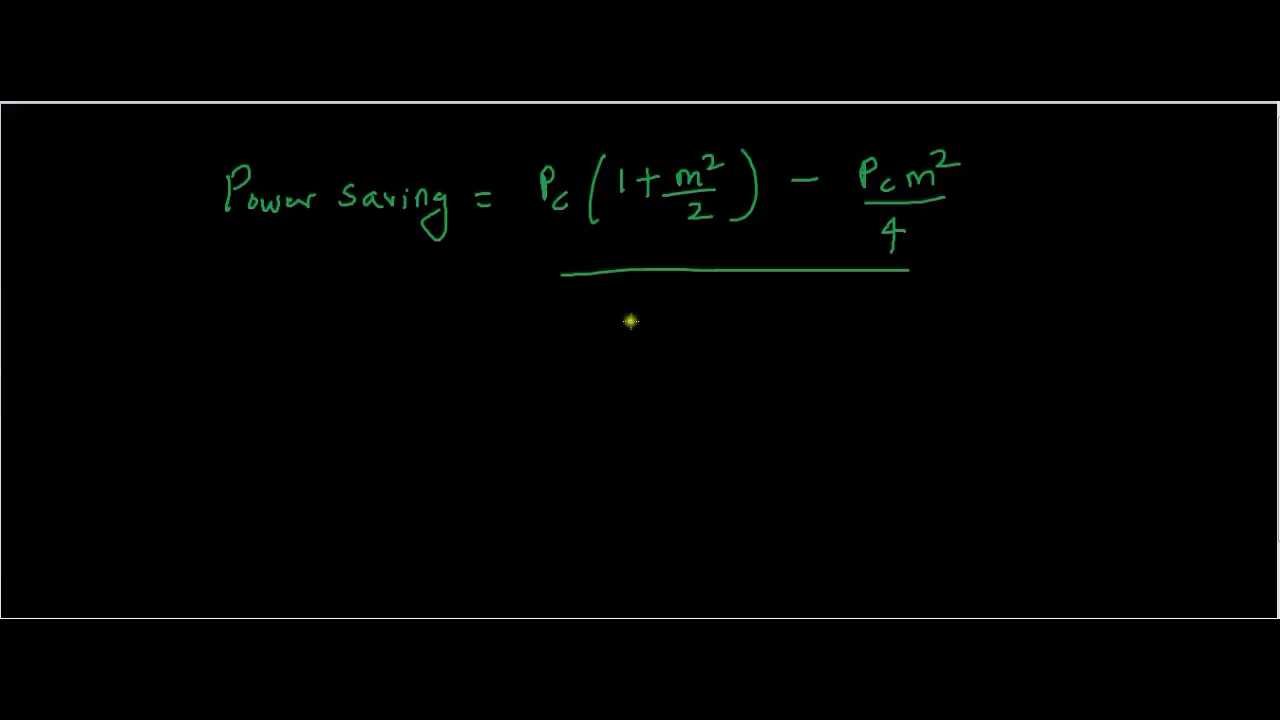 Power saving = Pc (1 + m²/2) - Pc m²/4